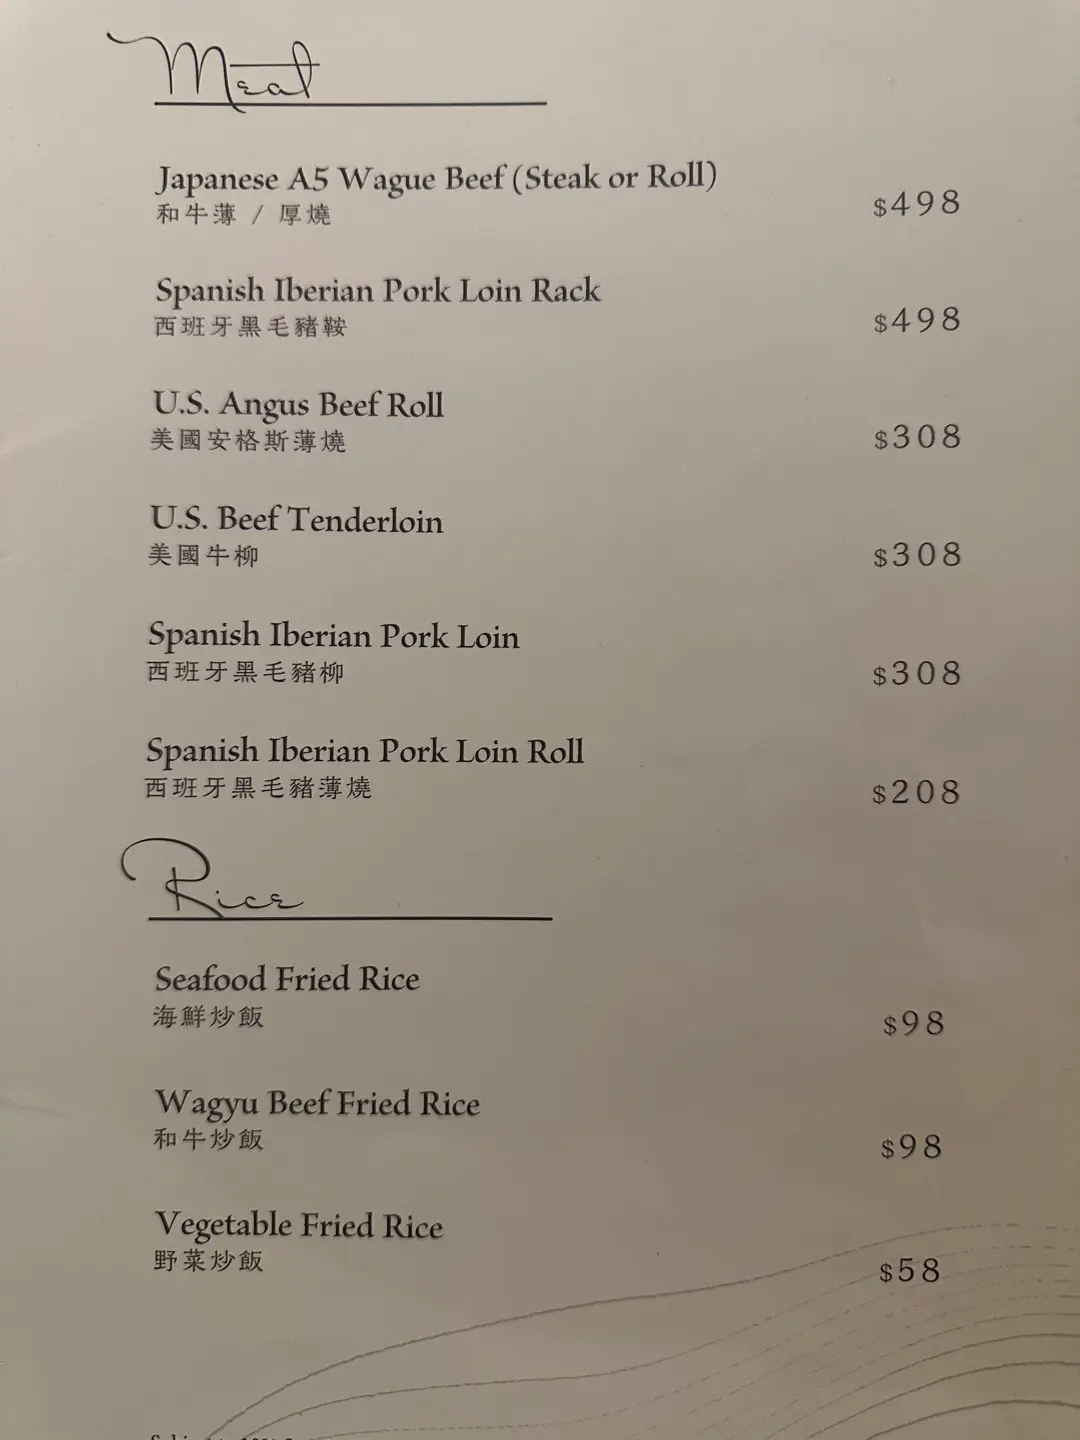 Meat
Japanese A5 Wague Beef (Steak or Roll)
和牛薄 / 厚燒
$498
Spanish Iberian Pork Loin Rack
西班牙黑毛豬鞍
$498
U.S. Angus Beef Roll
美國安格斯薄燒
$308
U.S. Beef Tenderloin
美國牛柳
$308
Spanish Iberian Pork Loin
西班牙黑毛豬柳
$308
Spanish Iberian Pork Loin Roll
西班牙黑毛豬薄燒
$208
Rice
Seafood Fried Rice
海鮮炒飯
$98
Wagyu Beef Fried Rice
和牛炒飯
$98
Vegetable Fried Rice
野菜炒飯
$58